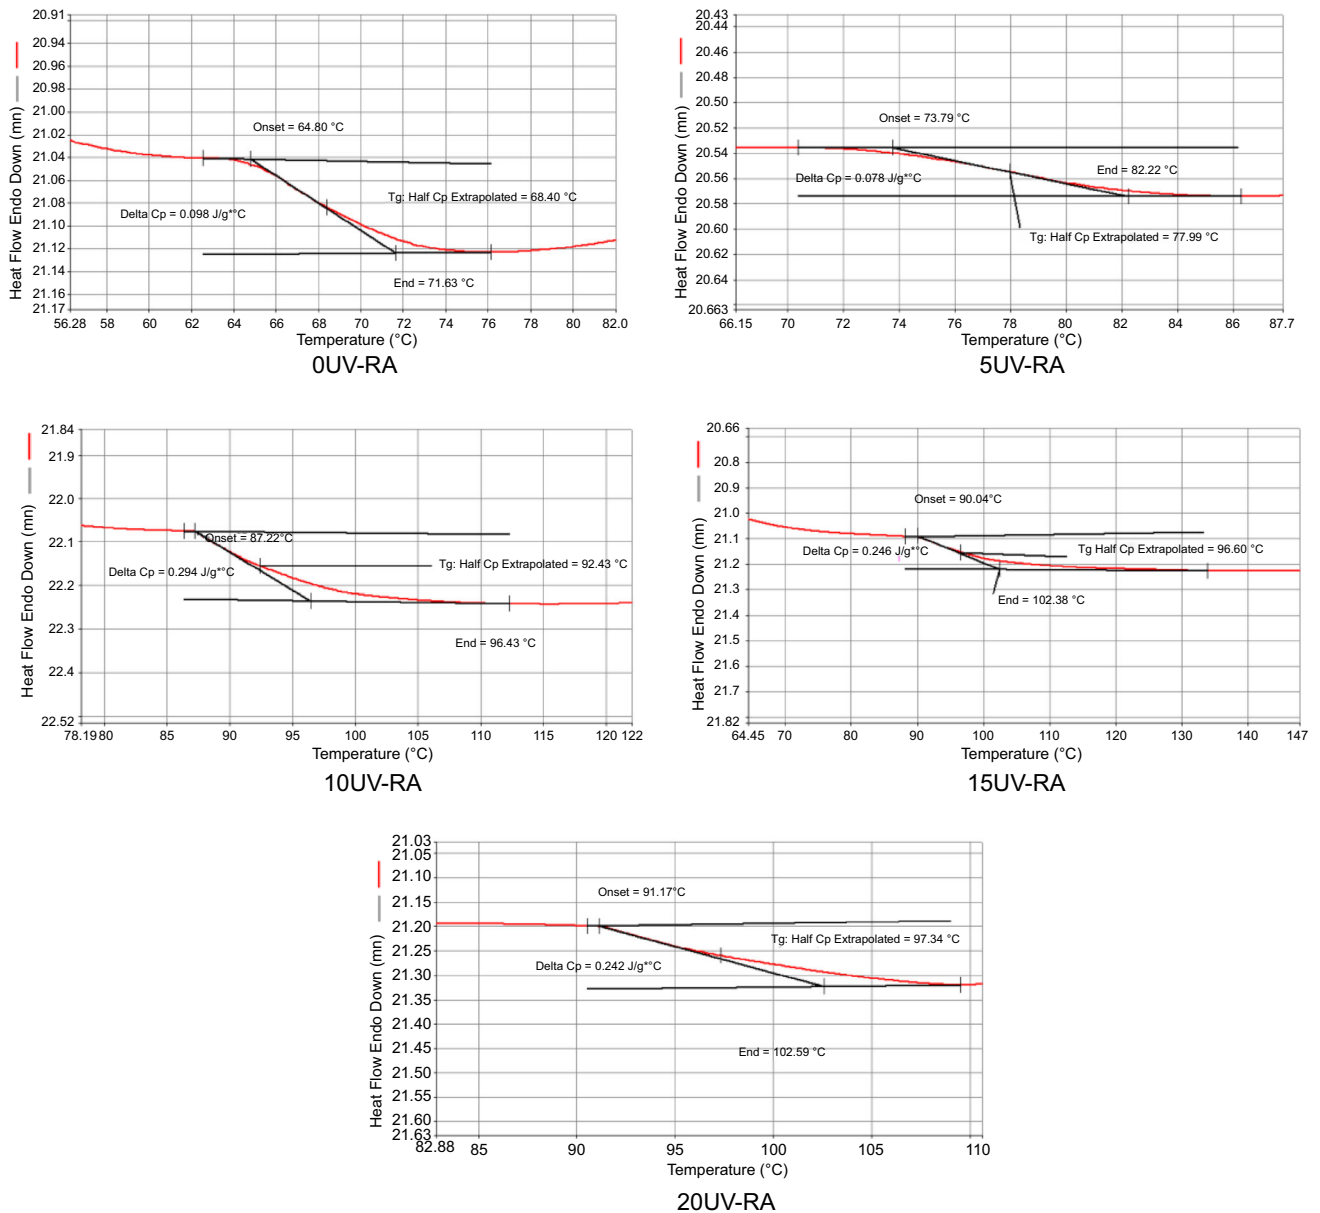 20.91
20.94
20.96
20.98
21.00
21.02
21.04
21.06
21.08
21.10
21.12
21.14
21.16
21.17
Heat Flow Endo Down (mn)
Onset = 64.80 °C
Tg: Half Cp Extrapolated = 68.40 °C
Delta Cp = 0.098 J/g*°C
End = 71.63 °C
56.28 58 60 62 64 66 68 70 72 74 76 78 80 82.0
Temperature (°C)
0UV-RA
20.43
20.44
20.46
20.48
20.50
20.52
20.54
20.56
20.58
20.60
20.62
20.64
20.663
Heat Flow Endo Down (mn)
Onset = 73.79 °C
End = 82.22 °C
Delta Cp = 0.078 J/g*°C
Tg: Half Cp Extrapolated = 77.99 °C
66.15 70 72 74 76 78 80 82 84 86 87.7
Temperature (°C)
5UV-RA
21.84
21.9
22.0
22.1
22.2
22.3
22.4
22.52
Heat Flow Endo Down (mn)
Onset = 87.22°C
Tg: Half Cp Extrapolated = 92.43 °C
Delta Cp = 0.294 J/g*°C
End = 96.43 °C
78.19 80 85 90 95 100 105 110 115 120 122
Temperature (°C)
10UV-RA
20.66
20.8
20.9
21.0
21.1
21.2
21.3
21.4
21.5
21.6
21.7
21.82
Heat Flow Endo Down (mn)
Onset = 90.04°C
Delta Cp = 0.246 J/g*°C
Tg Half Cp Extrapolated = 96.60 °C
End = 102.38 °C
64.45 70 80 90 100 110 120 130 140 147
Temperature (°C)
15UV-RA
21.03
21.05
21.10
21.15
21.20
21.25
21.30
21.35
21.40
21.45
21.50
21.55
21.60
21.63
Heat Flow Endo Down (mn)
Onset = 91.17°C
Tg: Half Cp Extrapolated = 97.34 °C
Delta Cp = 0.242 J/g*°C
End = 102.59 °C
82.88 85 90 95 100 105 110
Temperature (°C)
20UV-RA